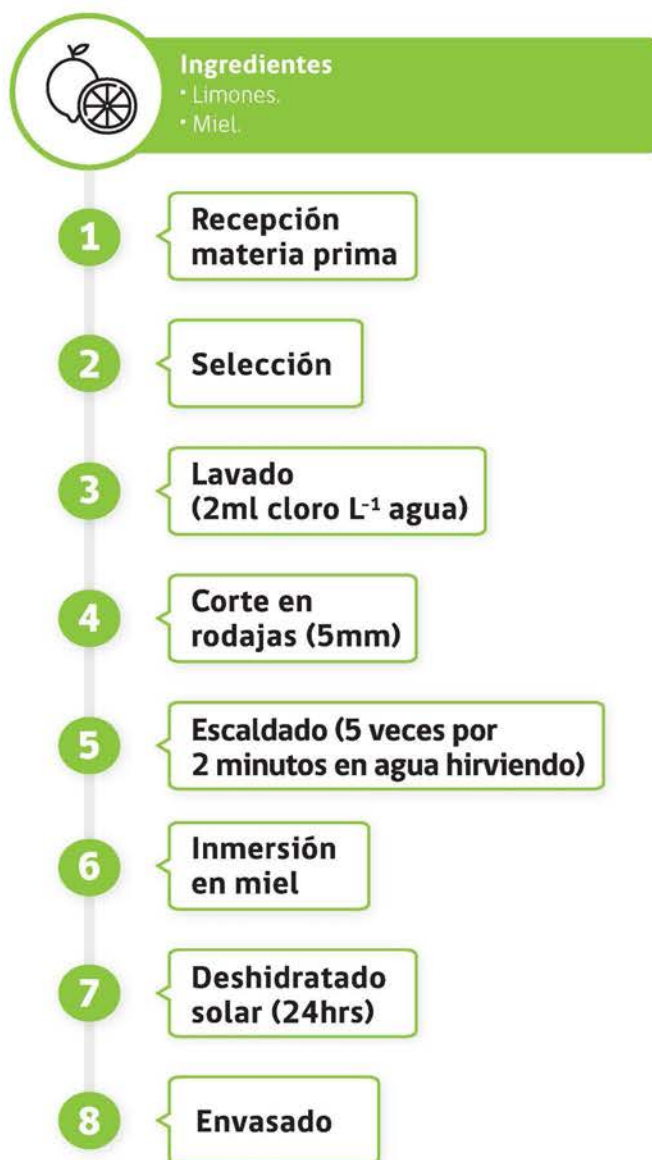 Ingredientes
• Limones.
• Miel.
1
Recepción
materia prima
2
Selección
3
Lavado
(2ml cloro L⁻¹ agua)
4
Corte en
rodajas (5mm)
5
Escaldado (5 veces por
2 minutos en agua hirviendo)
6
Inmersión
en miel
7
Deshidratado
solar (24hrs)
8
Envasado